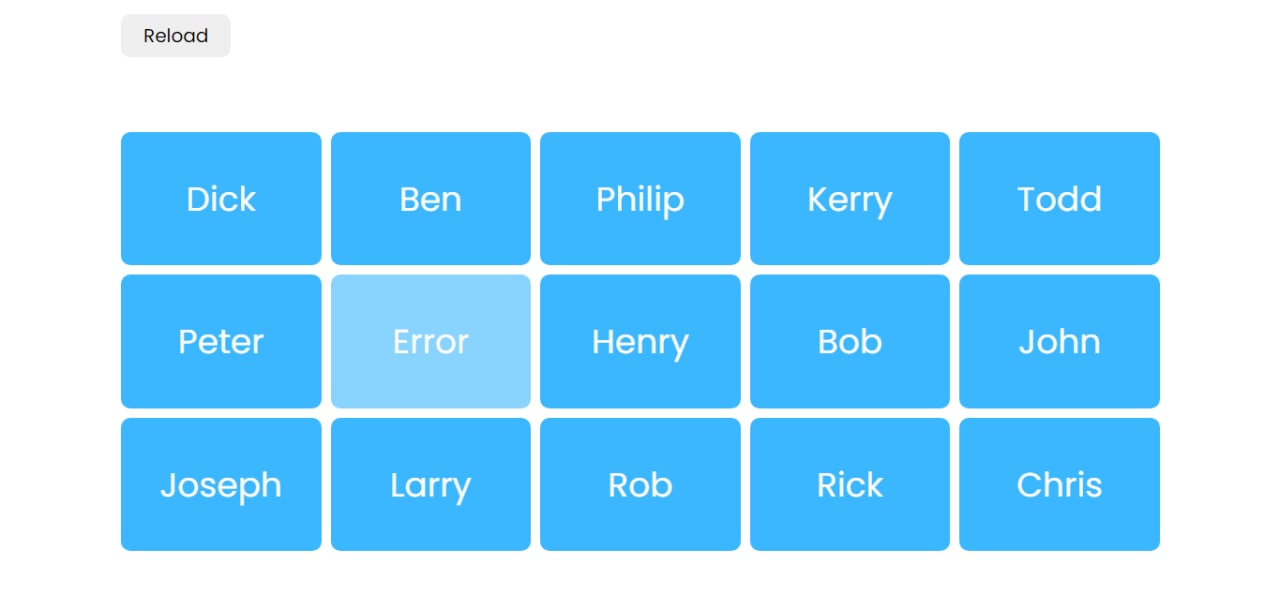 Reload
Dick Ben Philip Kerry Todd
Peter Error Henry Bob John
Joseph Larry Rob Rick Chris